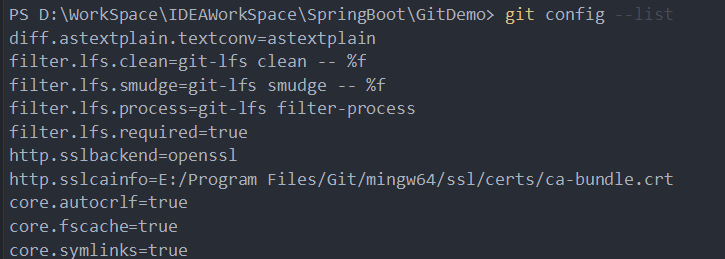 PS D:\WorkSpace\IDEAWorkSpace\SpringBoot\GitDemo> git config --list
diff.astextplain.textconv=astextplain
filter.lfs.clean=git-lfs clean -- %f
filter.lfs.smudge=git-lfs smudge -- %f
filter.lfs.process=git-lfs filter-process
filter.lfs.required=true
http.sslbackend=openssl
http.sslcainfo=E:/Program Files/Git/mingw64/ssl/certs/ca-bundle.crt
core.autocrlf=true
core.fscache=true
core.symlinks=true